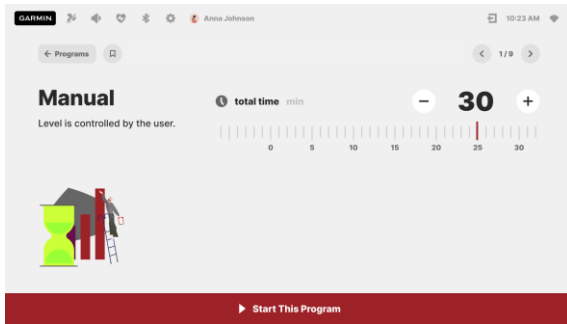 GARMIN Anna Johnson 10:23 AM
Programs 1/9
Manual
Level is controlled by the user.
total time min 30
0 5 10 15 20 25 30
Start This Program